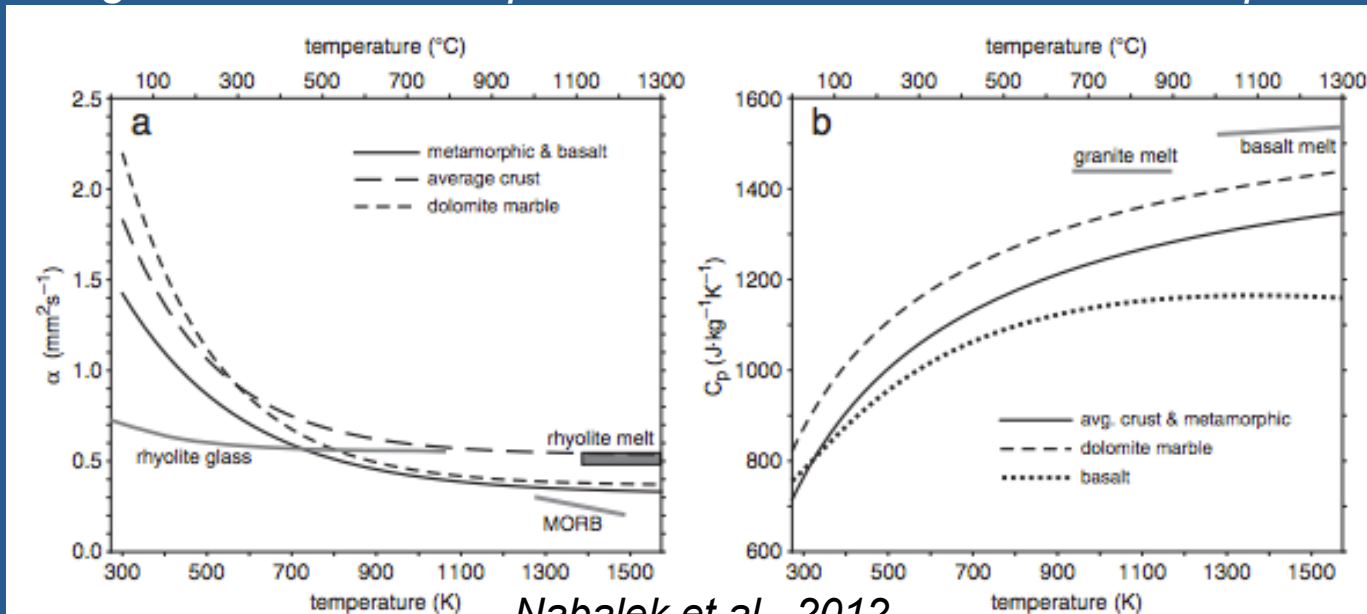 temperature (°C)
100 300 500 700 900 1100 1300
2.5
2.0
1.5
1.0
0.5
0.0
α (mm²s⁻¹)
a
metamorphic & basalt
average crust
dolomite marble
rhyolite glass
rhyolite melt
MORB
300 500 700 900 1100 1300 1500
temperature (K)
temperature (°C)
100 300 500 700 900 1100 1300
1600
1400
1200
1000
800
600
Cp (J·kg⁻¹K⁻¹)
b
granite melt
basalt melt
avg. crust & metamorphic
dolomite marble
basalt
300 500 700 900 1100 1300 1500
temperature (K)
Nabalek et al., 2012